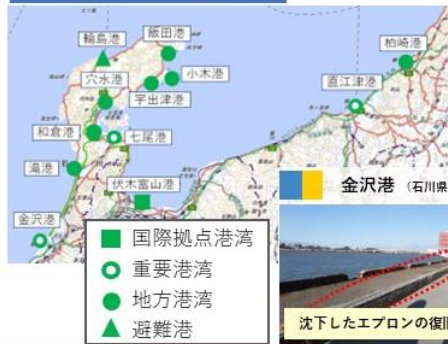 輪島港
飯田港
穴水港
小木港
宇出津港
和倉港
七尾港
滝港
伏木富山港
金沢港
直江津港
柏崎港
国際拠点港湾
重要港湾
地方港湾
避難港
金沢港 (石川県
沈下したエプロンの復旧